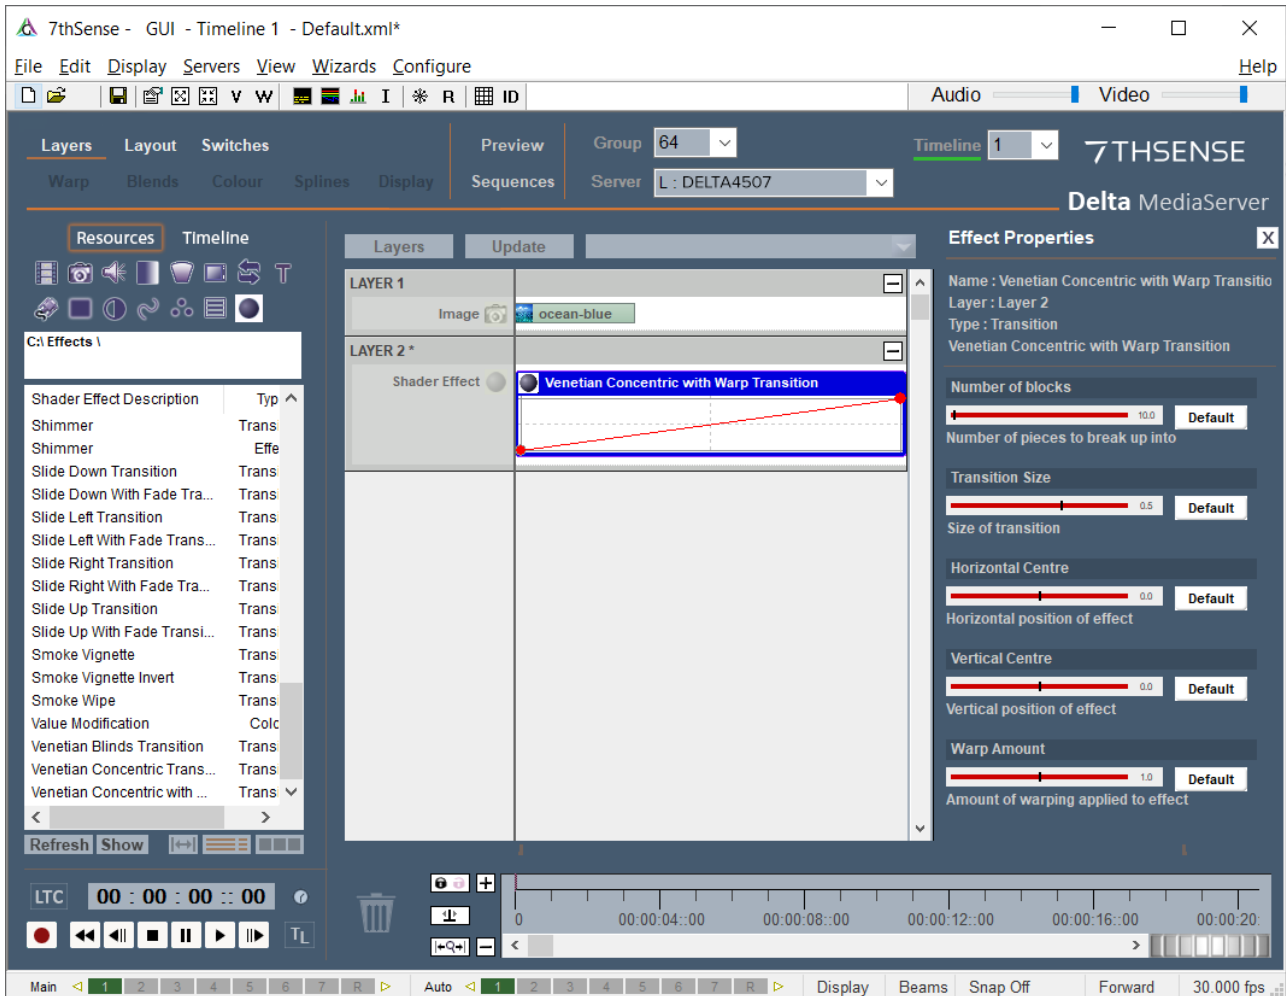 7thSense - GUI - Timeline 1 - Default.xml*
File Edit Display Servers View Wizards Configure Help
V W I R ID Audio Video
Layers Layout Switches Preview Group 64 Timeline 1 7THSENSE
Warp Blends Colour Splines Display Sequences Server L : DELTA4507
Delta MediaServer
Resources Timeline
T
C:\ Effects \
Shader Effect Description Typ
Shimmer Trans
Shimmer Effe
Slide Down Transition Trans
Slide Down With Fade Tra... Trans
Slide Left Transition Trans
Slide Left With Fade Trans... Trans
Slide Right Transition Trans
Slide Right With Fade Tra... Trans
Slide Up Transition Trans
Slide Up With Fade Transi... Trans
Smoke Vignette Trans
Smoke Vignette Invert Trans
Smoke Wipe Trans
Value Modification Colo
Venetian Blinds Transition Trans
Venetian Concentric Trans... Trans
Venetian Concentric with ... Trans
Refresh Show
LTC 00 : 00 : 00 :: 00
TL
Layers Update
LAYER 1
Image ocean-blue
LAYER 2 *
Shader Effect Venetian Concentric with Warp Transition
Effect Properties X
Name : Venetian Concentric with Warp Transitio
Layer : Layer 2
Type : Transition
Venetian Concentric with Warp Transition
Number of blocks
10.0 Default
Number of pieces to break up into
Transition Size
0.5 Default
Size of transition
Horizontal Centre
0.0 Default
Horizontal position of effect
Vertical Centre
0.0 Default
Vertical position of effect
Warp Amount
1.0 Default
Amount of warping applied to effect
0 00:00:04::00 00:00:08::00 00:00:12::00 00:00:16::00 00:00:20:
Main 1 2 3 4 5 6 7 R Auto 1 2 3 4 5 6 7 R Display Beams Snap Off Forward 30.000 fps